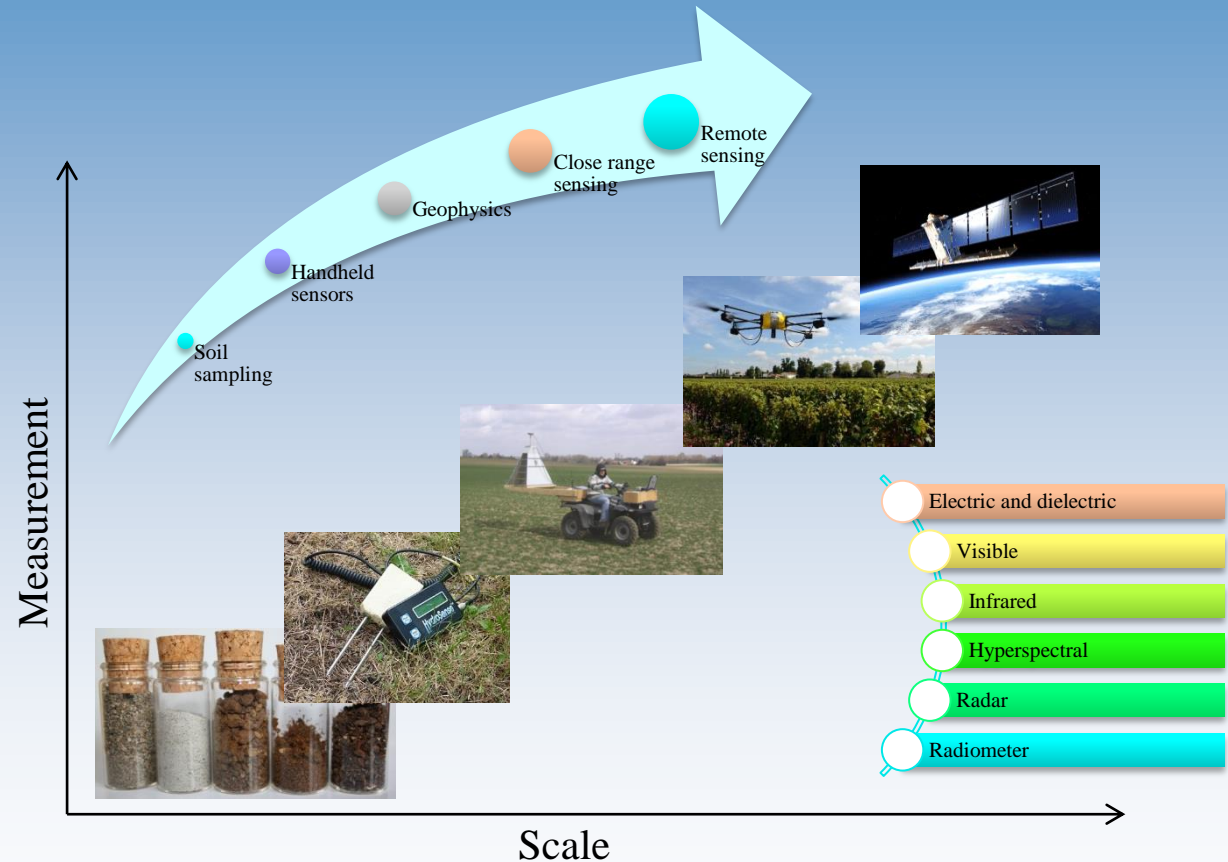 Remote
sensing
Close range
sensing
Geophysics
Handheld
sensors
Soil
sampling
Measurement
HydroSense
Electric and dielectric
Visible
Infrared
Hyperspectral
Radar
Radiometer
Scale